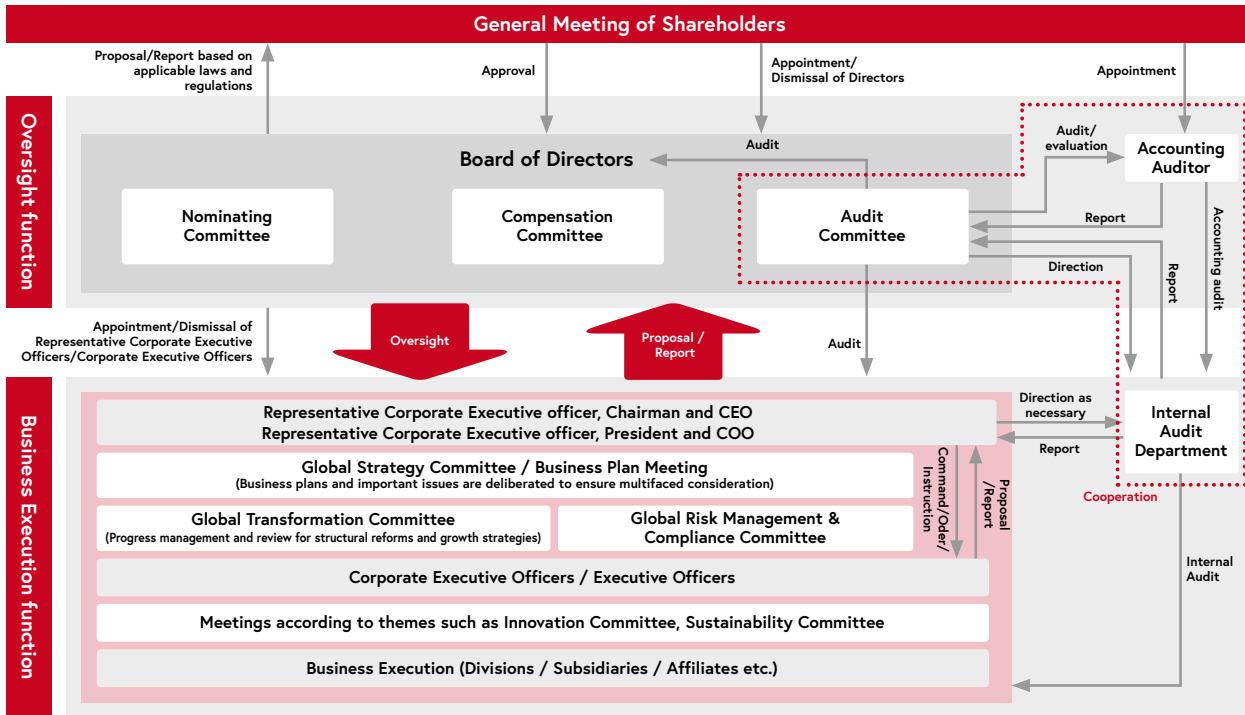 General Meeting of Shareholders
Proposal/Report based on
applicable laws and
regulations
Approval
Appointment/
Dismissal of Directors
Appointment
Oversight function
Board of Directors
Audit
Audit/
evaluation
Accounting
Auditor
Nominating
Committee
Compensation
Committee
Audit
Committee
Report
Direction
Report
Accounting audit
Appointment/Dismissal of
Representative Corporate Executive
Officers/Corporate Executive Officers
Oversight
Proposal /
Report
Audit
Business Execution function
Representative Corporate Executive officer, Chairman and CEO
Representative Corporate Executive officer, President and COO
Direction as
necessary
Report
Internal
Audit
Department
Cooperation
Global Strategy Committee / Business Plan Meeting
(Business plans and important issues are deliberated to ensure multifaced consideration)
Command/Oder/
Instruction
Proposal
/Report
Global Transformation Committee
(Progress management and review for structural reforms and growth strategies)
Global Risk Management &
Compliance Committee
Corporate Executive Officers / Executive Officers
Internal
Audit
Meetings according to themes such as Innovation Committee, Sustainability Committee
Business Execution (Divisions / Subsidiaries / Affiliates etc.)